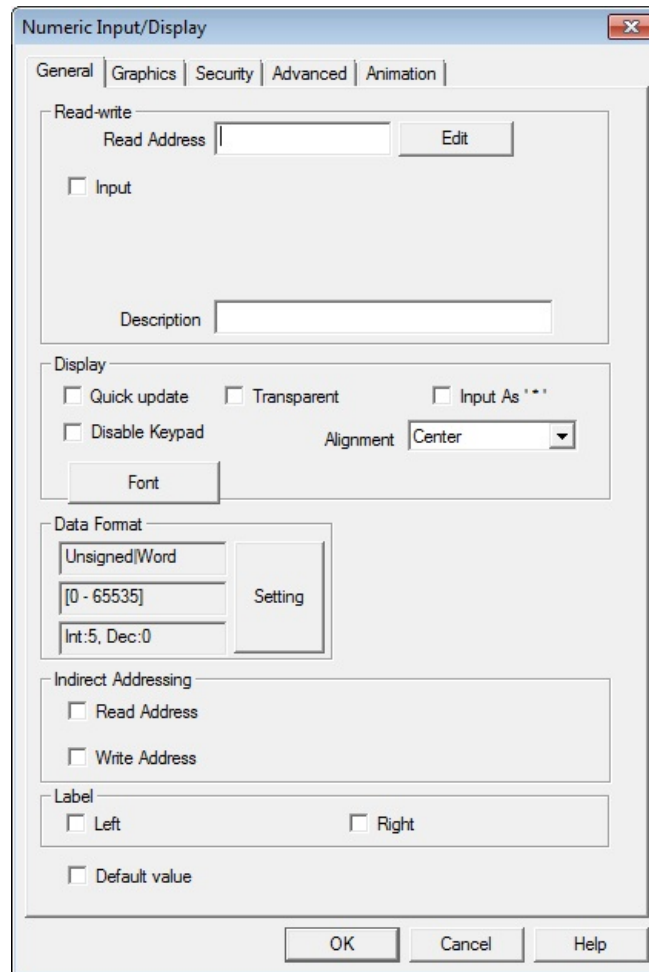 Numeric Input/Display
General Graphics Security Advanced Animation
Read-write
Read Address Edit
Input
Description
Display
Quick update Transparent Input As '*'
Disable Keypad Alignment Center
Font
Data Format
Unsigned|Word
[0 - 65535] Setting
Int:5, Dec:0
Indirect Addressing
Read Address
Write Address
Label
Left Right
Default value
OK Cancel Help